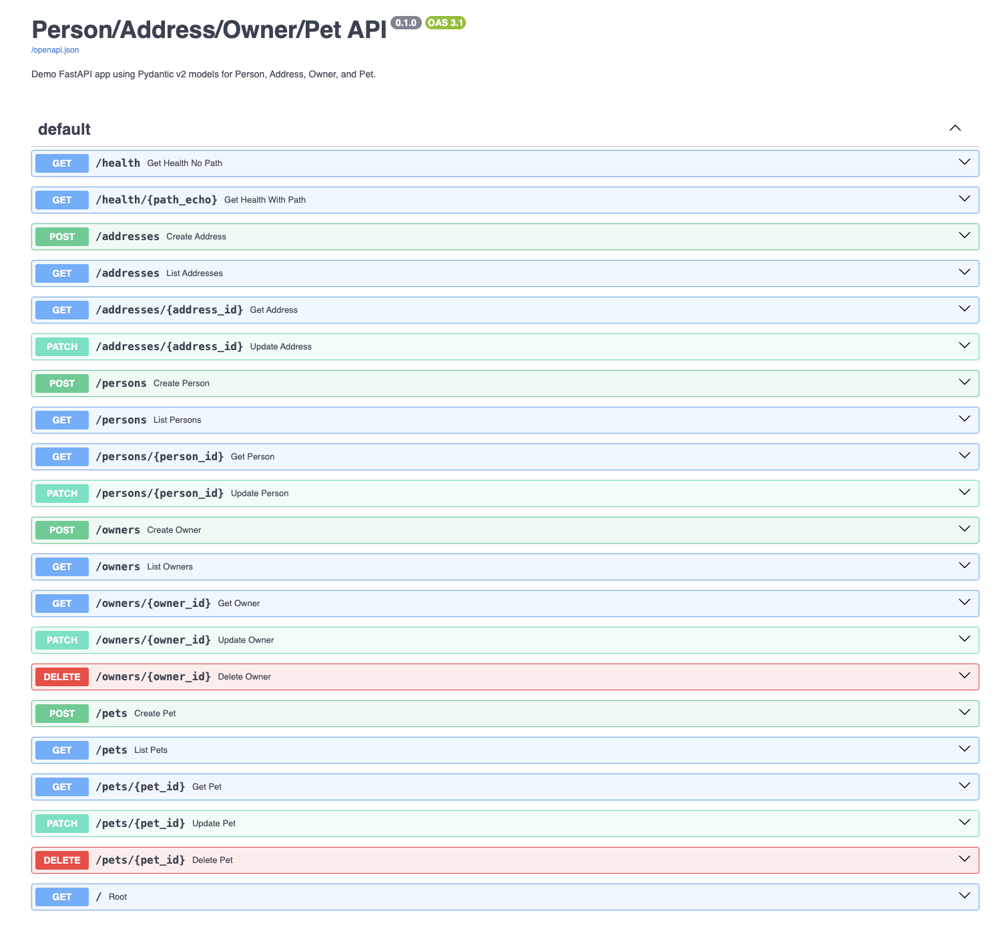 Person/Address/Owner/Pet API 0.1.0 OAS 3.1
/openapi.json
Demo FastAPI app using Pydantic v2 models for Person, Address, Owner, and Pet.
default
GET /health Get Health No Path
GET /health/{path_echo} Get Health With Path
POST /addresses Create Address
GET /addresses List Addresses
GET /addresses/{address_id} Get Address
PATCH /addresses/{address_id} Update Address
POST /persons Create Person
GET /persons List Persons
GET /persons/{person_id} Get Person
PATCH /persons/{person_id} Update Person
POST /owners Create Owner
GET /owners List Owners
GET /owners/{owner_id} Get Owner
PATCH /owners/{owner_id} Update Owner
DELETE /owners/{owner_id} Delete Owner
POST /pets Create Pet
GET /pets List Pets
GET /pets/{pet_id} Get Pet
PATCH /pets/{pet_id} Update Pet
DELETE /pets/{pet_id} Delete Pet
GET / Root